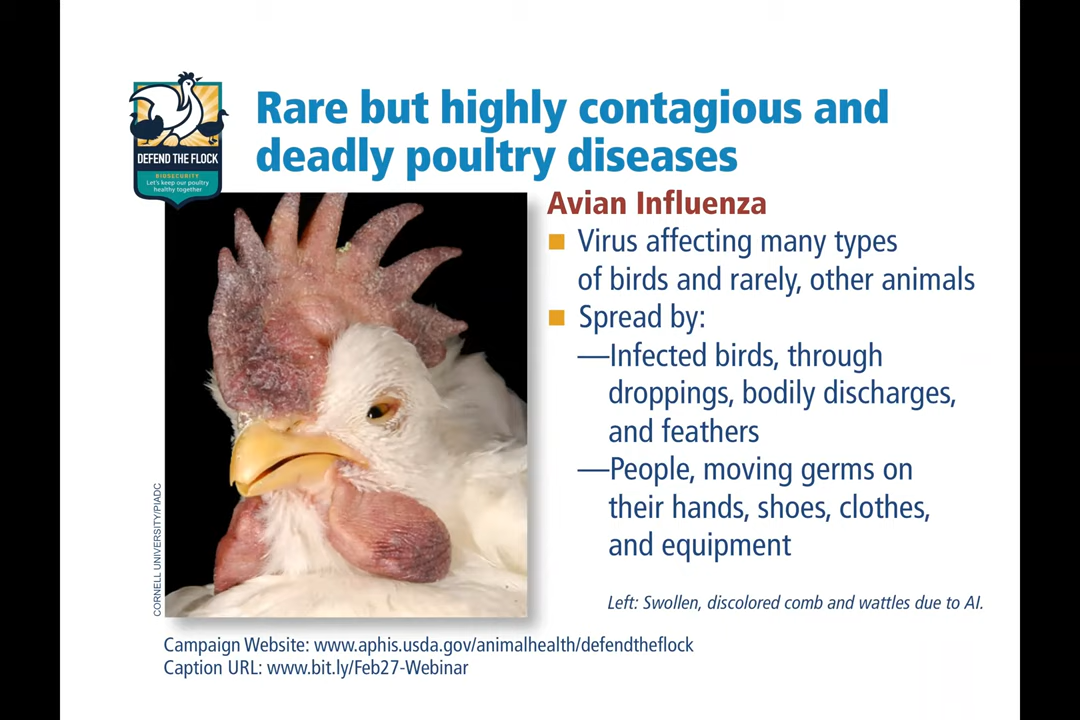 Rare but highly contagious and
deadly poultry diseases
DEFEND THE FLOCK
BIOSECURITY
Let's keep our poultry
healthy together
Avian Influenza
Virus affecting many types
of birds and rarely, other animals
Spread by:
—Infected birds, through
droppings, bodily discharges,
and feathers
—People, moving germs on
their hands, shoes, clothes,
and equipment
CORNELL UNIVERSITY/PIADC
Left: Swollen, discolored comb and wattles due to AI.
Campaign Website: www.aphis.usda.gov/animalhealth/defendtheflock
Caption URL: www.bit.ly/Feb27-Webinar